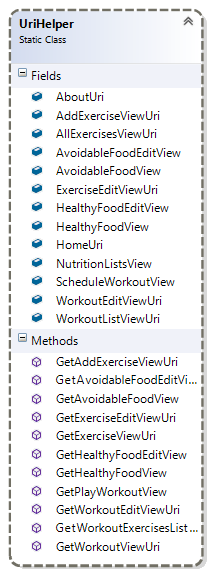 UriHelper
Static Class
Fields
AboutUri
AddExerciseViewUri
AllExercisesViewUri
AvoidableFoodEditView
AvoidableFoodView
ExerciseEditViewUri
HealthyFoodEditView
HealthyFoodView
HomeUri
NutritionListsView
ScheduleWorkoutView
WorkoutEditViewUri
WorkoutListViewUri
Methods
GetAddExerciseViewUri
GetAvoidableFoodEditVi...
GetAvoidableFoodView
GetExerciseEditViewUri
GetExerciseViewUri
GetHealthyFoodEditView
GetHealthyFoodView
GetPlayWorkoutView
GetWorkoutEditViewUri
GetWorkoutExercisesList...
GetWorkoutViewUri